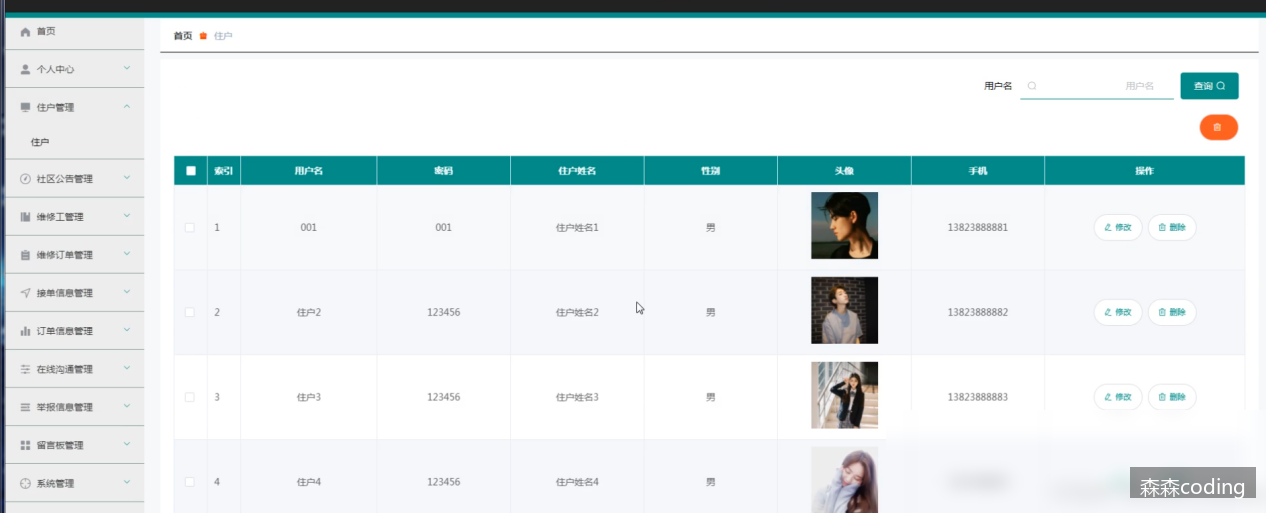 首页
个人中心
住户管理
住户
社区公告管理
维修工管理
维修订单管理
接单信息管理
订单信息管理
在线沟通管理
举报信息管理
留言板管理
系统管理
首页 住户
用户名 用户名 查询
索引 用户名 密码 住户姓名 性别 头像 手机 操作
1 001 001 住户姓名1 男 13823888881 修改 删除
2 住户2 123456 住户姓名2 男 13823888882 修改 删除
3 住户3 123456 住户姓名3 男 13823888883 修改 删除
4 住户4 123456 住户姓名4 男
森森coding